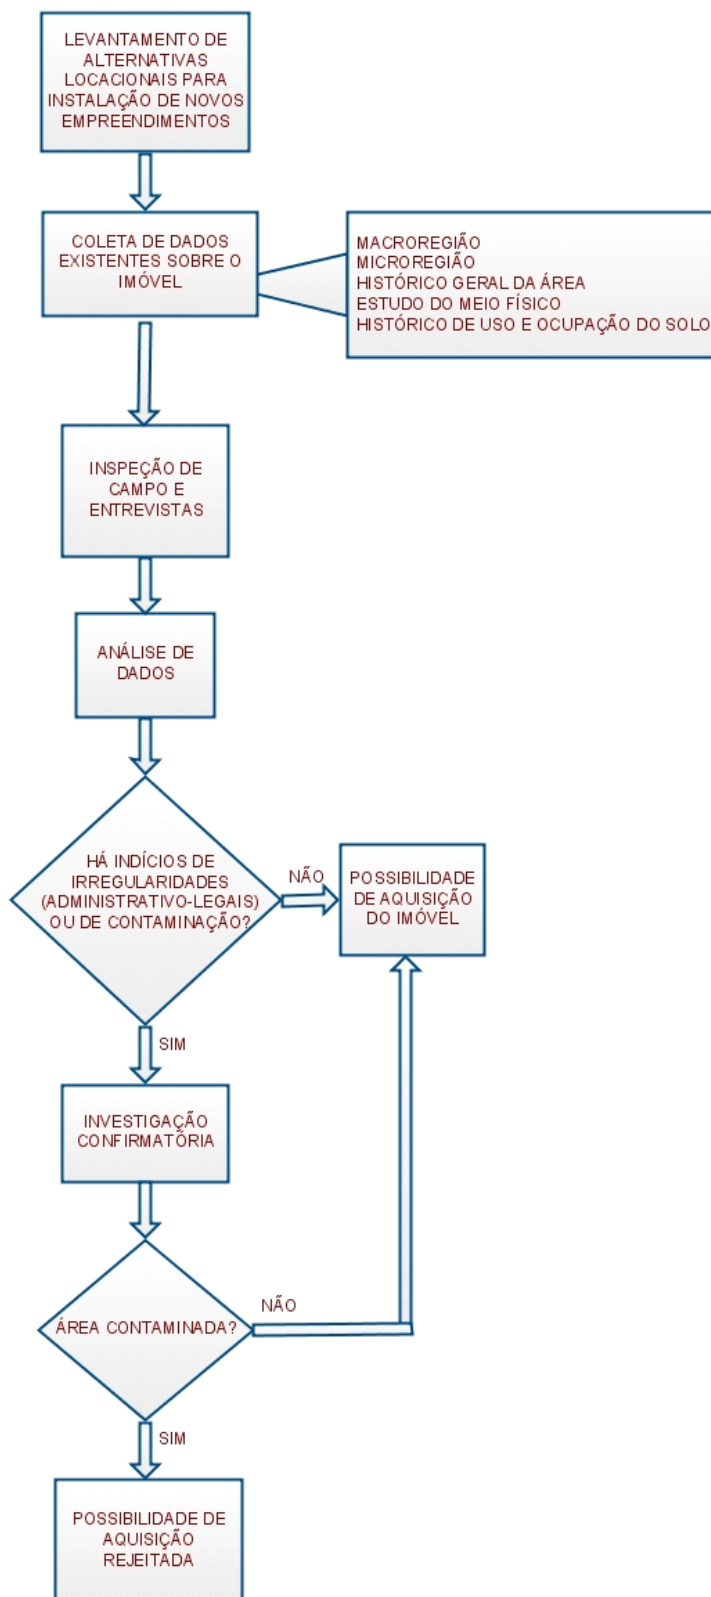 LEVANTAMENTO DE
ALTERNATIVAS
LOCACIONAIS PARA
INSTALAÇÃO DE NOVOS
EMPREENDIMENTOS
COLETA DE DADOS
EXISTENTES SOBRE O
IMÓVEL
MACROREGIÃO
MICROREGIÃO
HISTÓRICO GERAL DA ÁREA
ESTUDO DO MEIO FÍSICO
HISTÓRICO DE USO E OCUPAÇÃO DO SOLO
INSPEÇÃO DE
CAMPO E
ENTREVISTAS
ANÁLISE DE
DADOS
HÁ INDÍCIOS DE
IRREGULARIDADES
(ADMINISTRATIVO-LEGAIS)
OU DE CONTAMINAÇÃO?
NÃO
POSSIBILIDADE
DE AQUISIÇÃO
DO IMÓVEL
SIM
INVESTIGAÇÃO
CONFIRMATÓRIA
ÁREA CONTAMINADA?
NÃO
SIM
POSSIBILIDADE DE
AQUISIÇÃO
REJEITADA